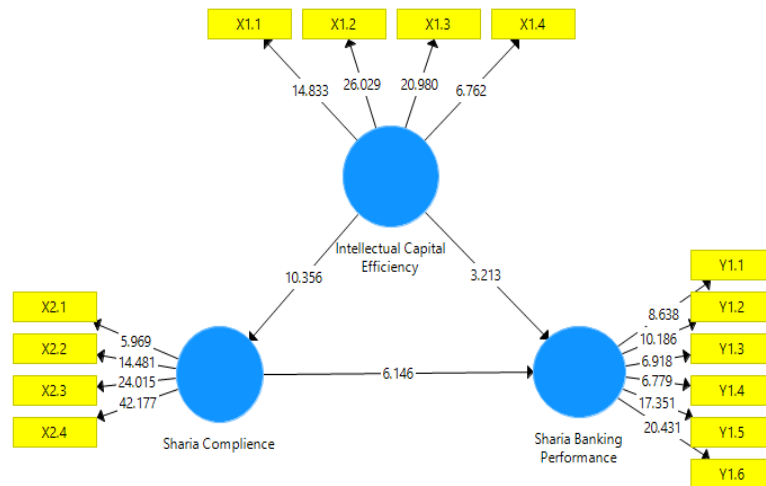 X1.1
X1.2
X1.3
X1.4
14.833
26.029
20.980
6.762
Intellectual Capital
Efficiency
10.356
3.213
X2.1
X2.2
X2.3
X2.4
5.969
14.481
24.015
42.177
Sharia Complience
6.146
Sharia Banking
Performance
8.638
10.186
6.918
6.779
17.351
20.431
Y1.1
Y1.2
Y1.3
Y1.4
Y1.5
Y1.6